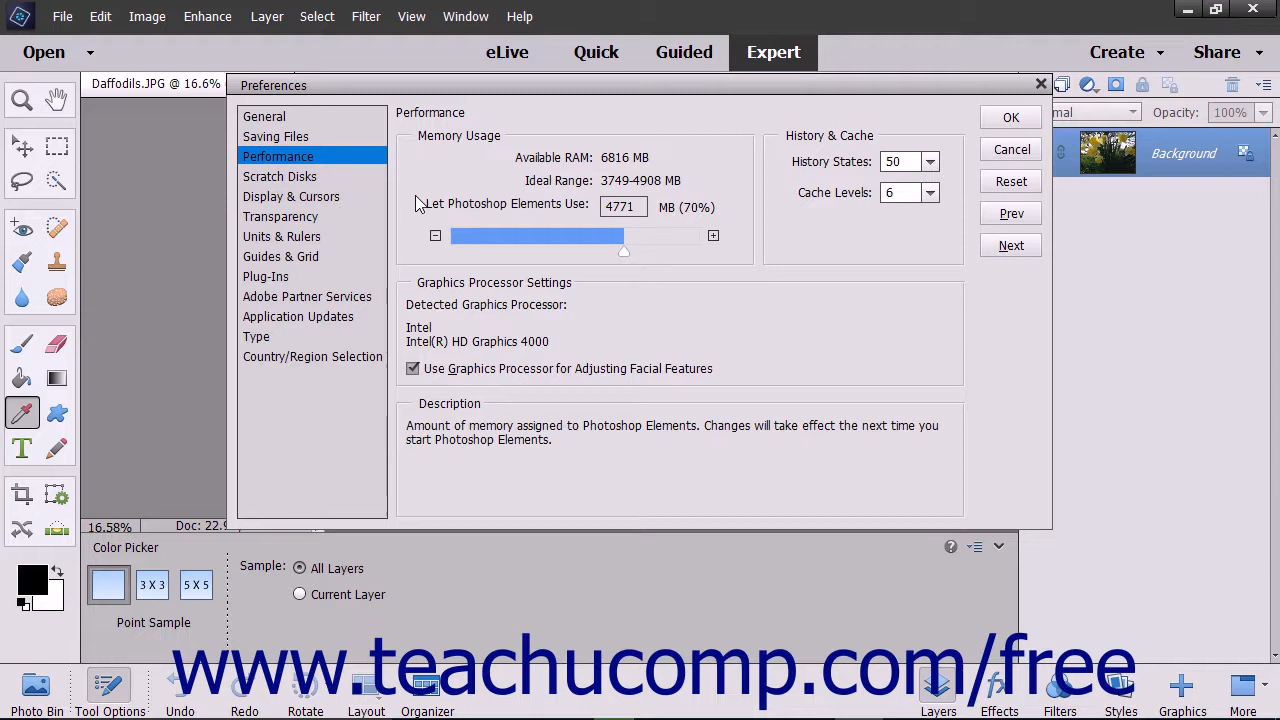 File Edit Image Enhance Layer Select Filter View Window Help
Open eLive Quick Guided Expert Create Share
Daffodils.JPG @ 16.6%
Preferences
General
Saving Files
Performance
Scratch Disks
Display & Cursors
Transparency
Units & Rulers
Guides & Grid
Plug-Ins
Adobe Partner Services
Application Updates
Type
Country/Region Selection
Performance
Memory Usage
Available RAM: 6816 MB
Ideal Range: 3749-4908 MB
Let Photoshop Elements Use: 4771 MB (70%)
History & Cache
History States: 50
Cache Levels: 6
OK
Cancel
Reset
Prev
Next
Graphics Processor Settings
Detected Graphics Processor:
Intel
Intel(R) HD Graphics 4000
Use Graphics Processor for Adjusting Facial Features
Description
Amount of memory assigned to Photoshop Elements. Changes will take effect the next time you
start Photoshop Elements.
mal Opacity: 100%
Background
16.58% Doc: 22.9
Color Picker
3 X 3 5 X 5
Point Sample
Sample: All Layers
Current Layer
T
www.teachucomp.com/free
Photo Bin Tool Options Undo Redo Rotate Layout Organizer Layers Effects Filters Styles Graphics More